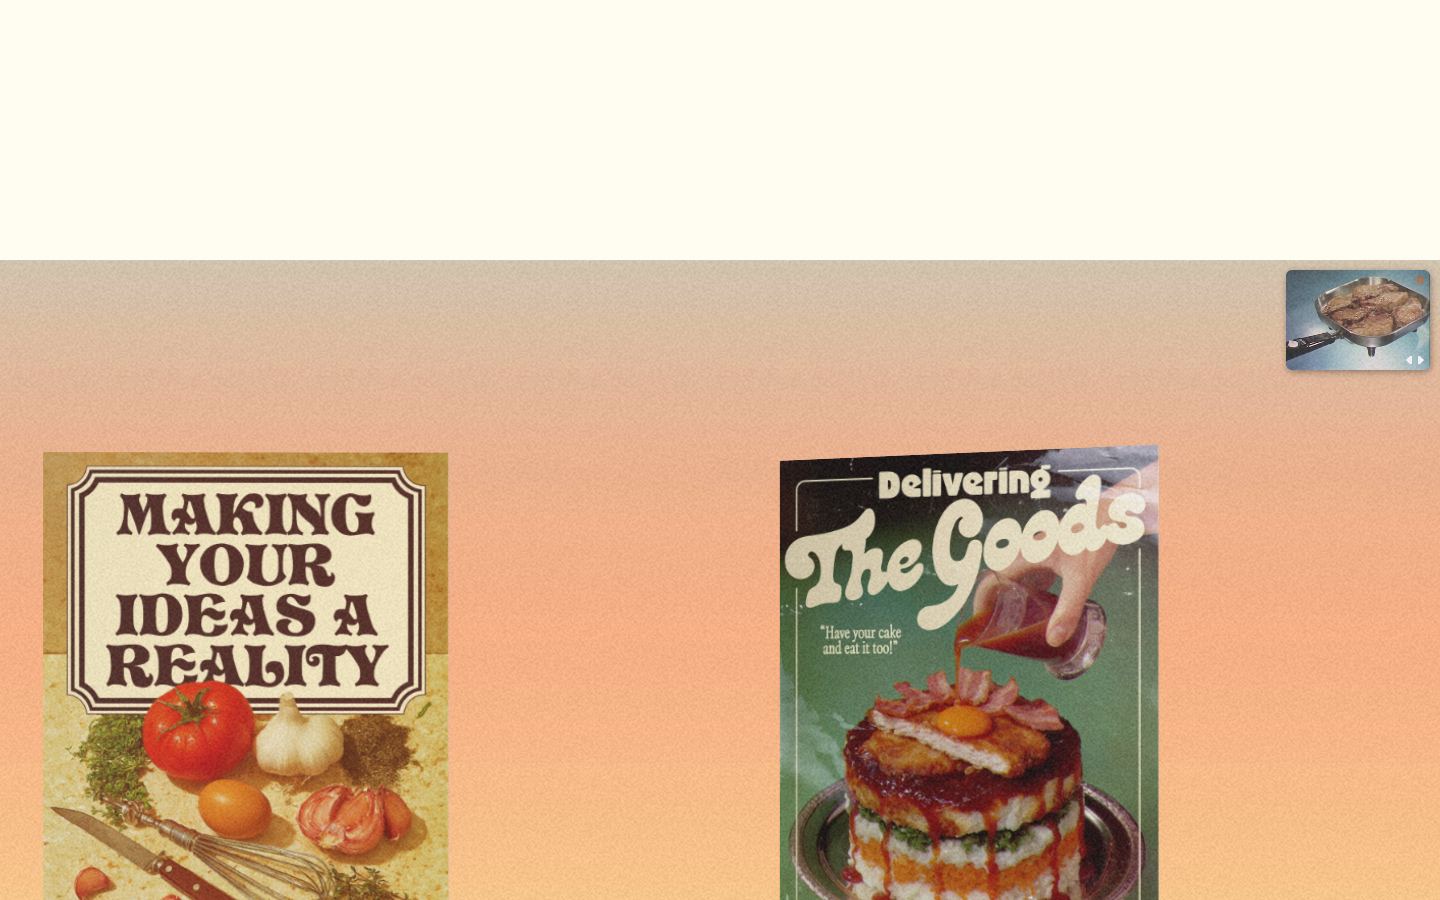 MAKING
YOUR
IDEAS A
REALITY
Delivering
The Goods
“Have your cake
and eat it too!”